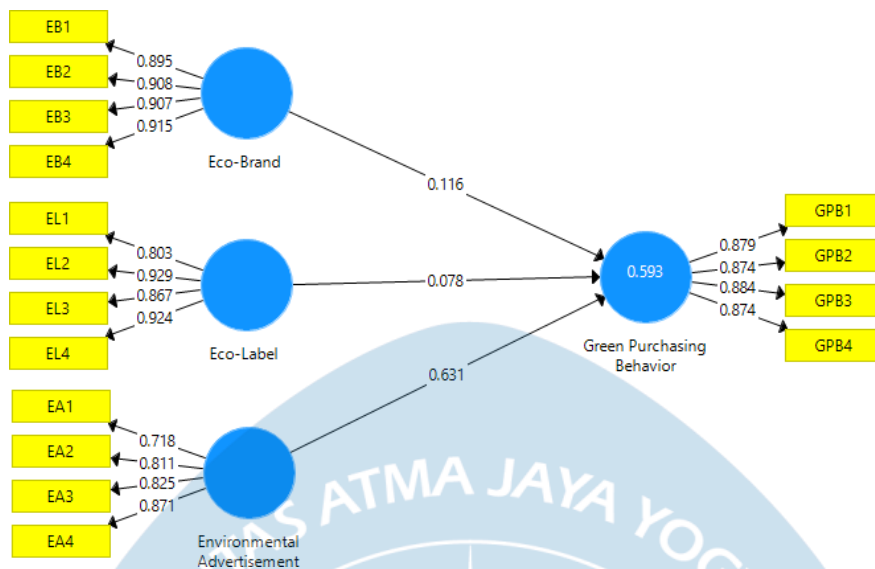 EB1
EB2
EB3
EB4
0.895
0.908
0.907
0.915
Eco-Brand
0.116
EL1
EL2
EL3
EL4
0.803
0.929
0.867
0.924
Eco-Label
0.078
EA1
EA2
EA3
EA4
0.718
0.811
0.825
0.871
Environmental
Advertisement
0.631
0.593
Green Purchasing
Behavior
0.879
0.874
0.884
0.874
GPB1
GPB2
GPB3
GPB4
ATMA JAYA